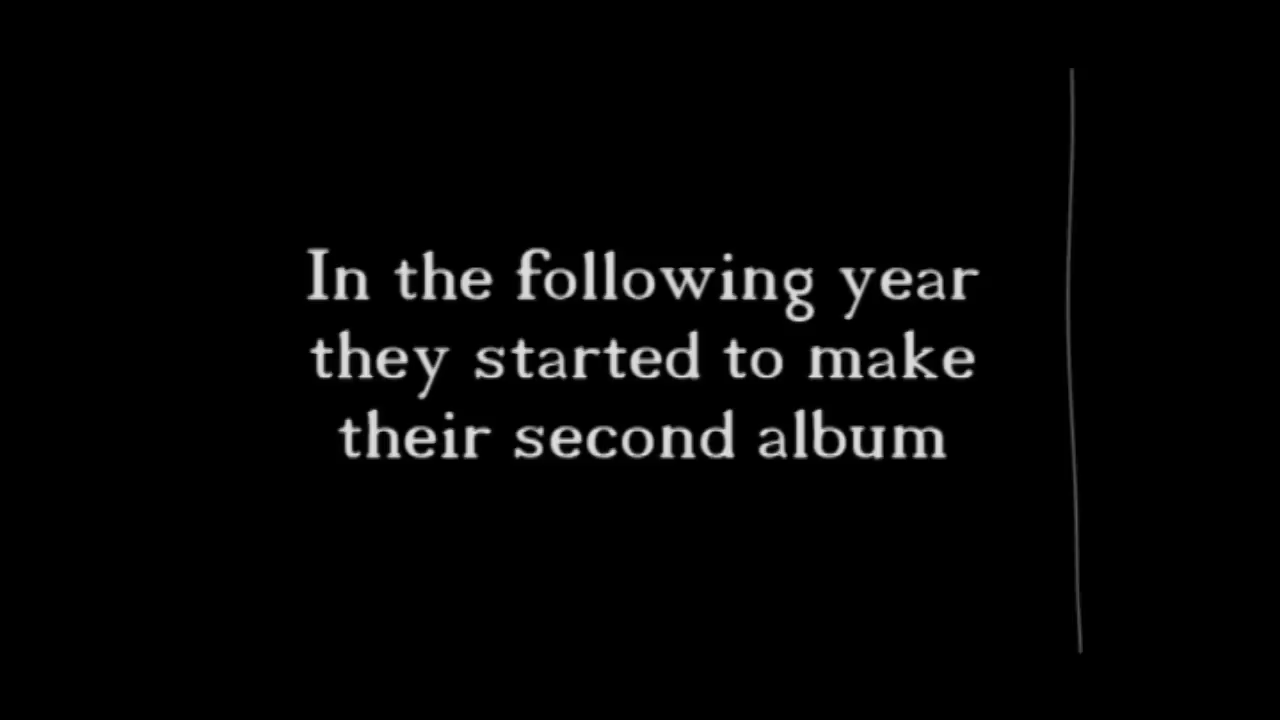 In the following year
they started to make
their second album